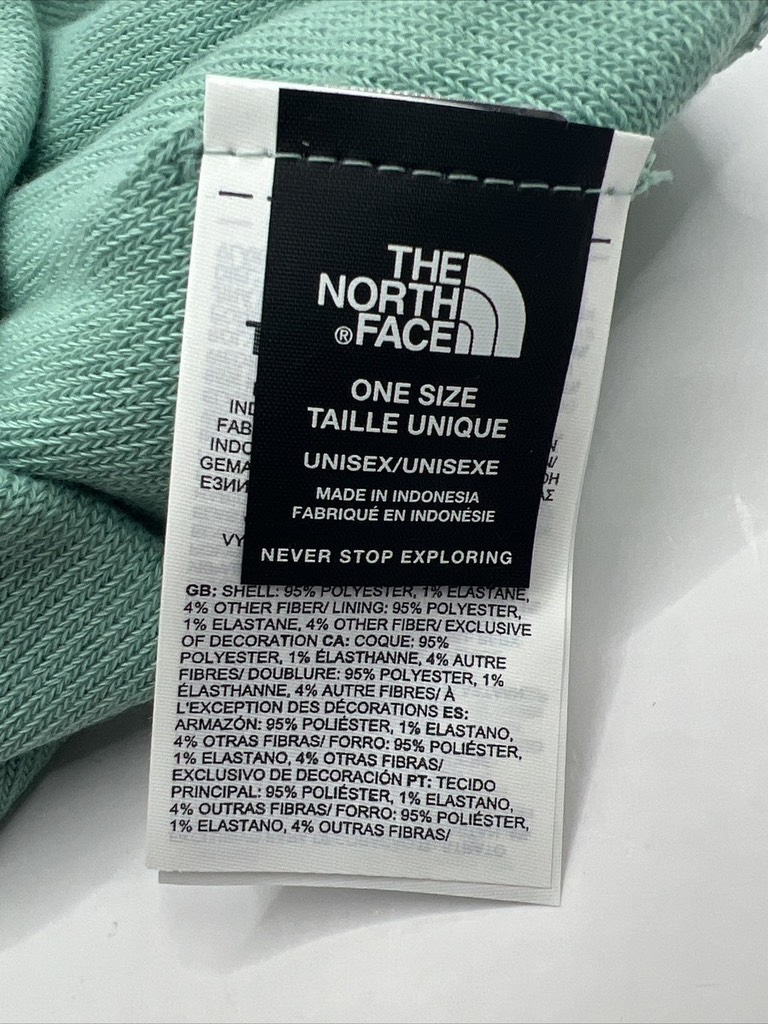 THE
NORTH
® FACE
ONE SIZE
TAILLE UNIQUE
UNISEX/UNISEXE
MADE IN INDONESIA
FABRIQUÉ EN INDONÉSIE
NEVER STOP EXPLORING
GB: SHELL: 95% POLYESTER, 1% ELASTANE,
4% OTHER FIBER/ LINING: 95% POLYESTER,
1% ELASTANE, 4% OTHER FIBER/ EXCLUSIVE
OF DECORATION CA: COQUE: 95%
POLYESTER, 1% ÉLASTHANNE, 4% AUTRE
FIBRES/ DOUBLURE: 95% POLYESTER, 1%
ÉLASTHANNE, 4% AUTRE FIBRES/ À
L'EXCEPTION DES DÉCORATIONS ES:
ARMAZÓN: 95% POLIÉSTER, 1% ELASTANO,
4% OTRAS FIBRAS/ FORRO: 95% POLIÉSTER,
1% ELASTANO, 4% OTRAS FIBRAS/
EXCLUSIVO DE DECORACIÓN PT: TECIDO
PRINCIPAL: 95% POLIÉSTER, 1% ELASTANO,
4% OUTRAS FIBRAS/ FORRO: 95% POLIÉSTER,
1% ELASTANO, 4% OUTRAS FIBRAS/